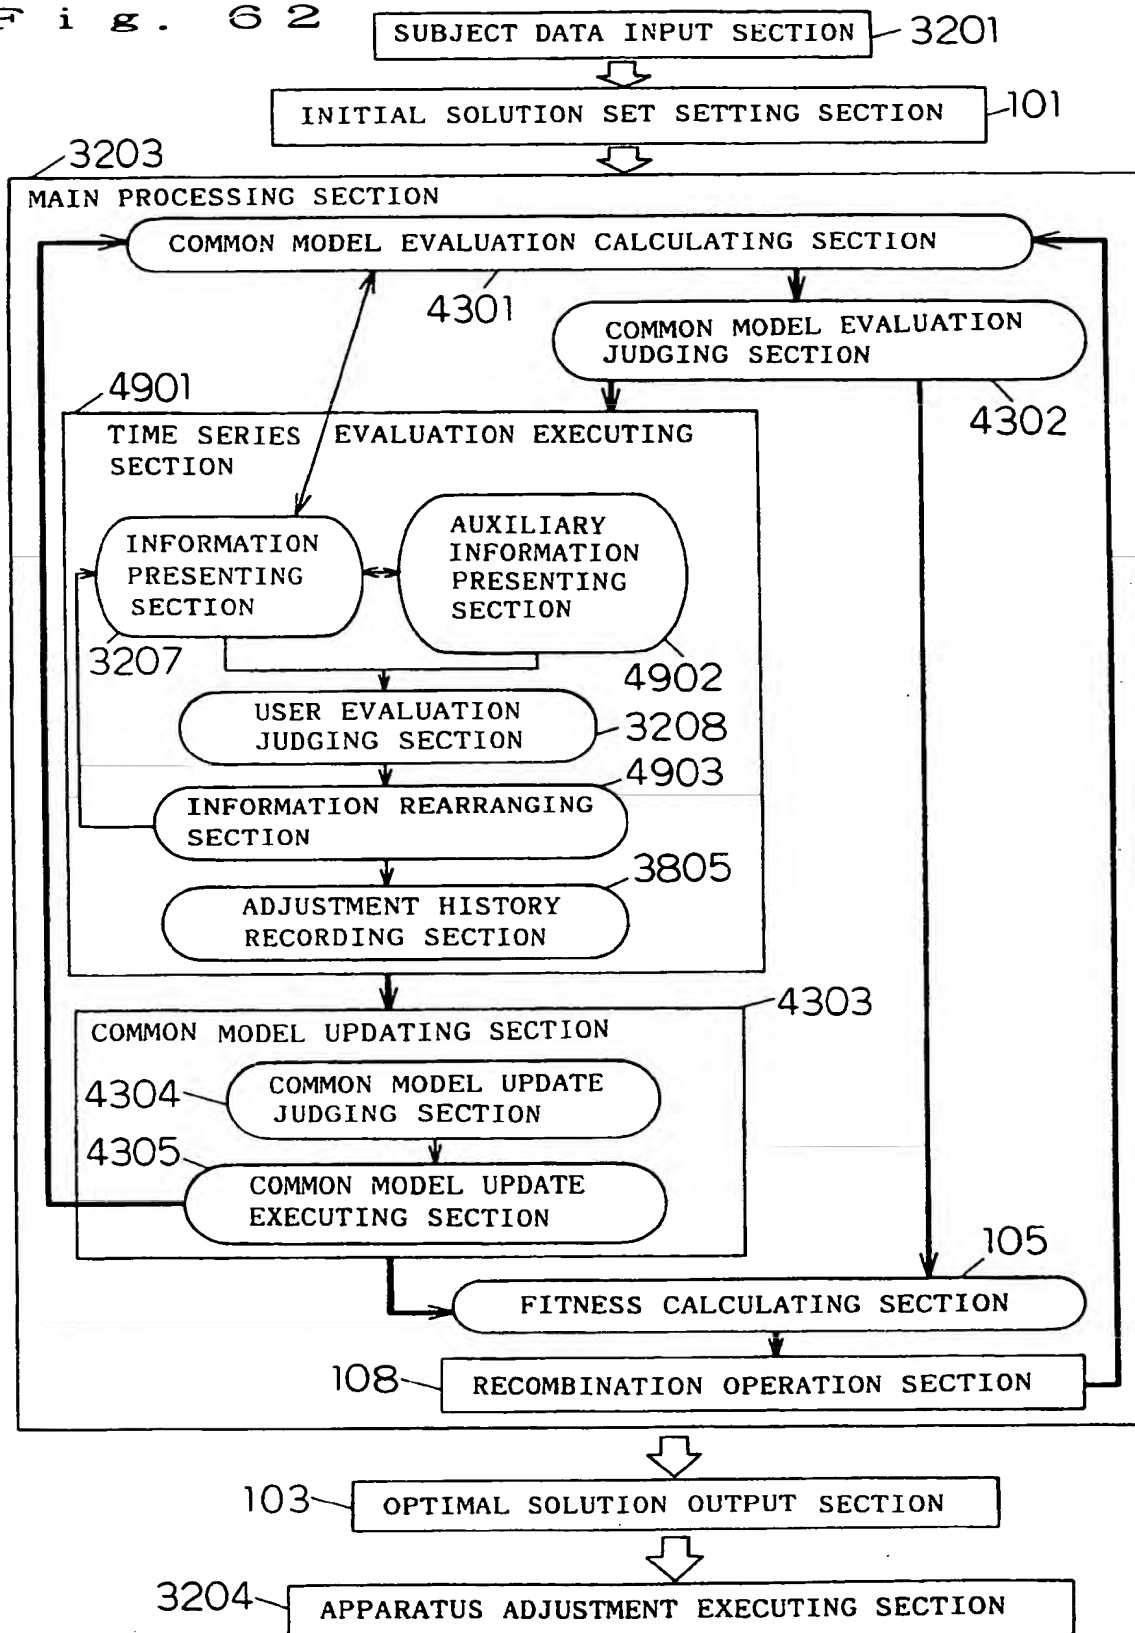 Fig. 62
SUBJECT DATA INPUT SECTION
3201
INITIAL SOLUTION SET SETTING SECTION
101
3203
MAIN PROCESSING SECTION
COMMON MODEL EVALUATION CALCULATING SECTION
4301
COMMON MODEL EVALUATION
JUDGING SECTION
4302
4901
TIME SERIES EVALUATION EXECUTING
SECTION
INFORMATION
PRESENTING
SECTION
3207
AUXILIARY
INFORMATION
PRESENTING
SECTION
4902
USER EVALUATION
JUDGING SECTION
3208
4903
INFORMATION REARRANGING
SECTION
3805
ADJUSTMENT HISTORY
RECORDING SECTION
4303
COMMON MODEL UPDATING SECTION
4304
COMMON MODEL UPDATE
JUDGING SECTION
4305
COMMON MODEL UPDATE
EXECUTING SECTION
105
FITNESS CALCULATING SECTION
108
RECOMBINATION OPERATION SECTION
103
OPTIMAL SOLUTION OUTPUT SECTION
3204
APPARATUS ADJUSTMENT EXECUTING SECTION